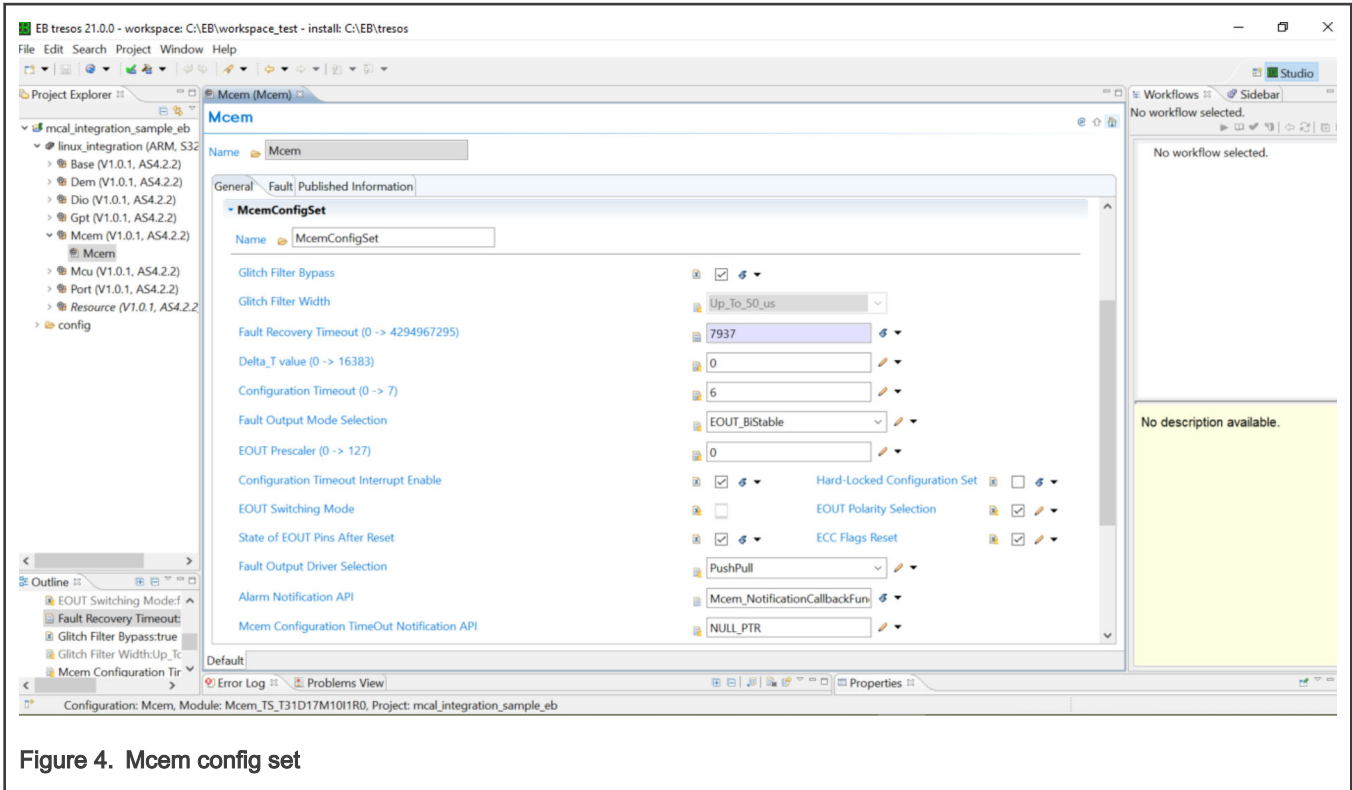 EB tresos 21.0.0 - workspace: C:\EB\workspace_test - install: C:\EB\tresos
File Edit Search Project Window Help
Studio
Project Explorer
mcal_integration_sample_eb
linux_integration (ARM, S32
Base (V1.0.1, AS4.2.2)
Dem (V1.0.1, AS4.2.2)
Dio (V1.0.1, AS4.2.2)
Gpt (V1.0.1, AS4.2.2)
Mcem (V1.0.1, AS4.2.2)
Mcem
Mcu (V1.0.1, AS4.2.2)
Port (V1.0.1, AS4.2.2)
Resource (V1.0.1, AS4.2.2
config
Outline
EOUT Switching Mode:f
Fault Recovery Timeout:
Glitch Filter Bypass:true
Glitch Filter Width:Up_Tc
Mcem Configuration Tir
Mcem (Mcem)
Mcem
Name Mcem
General Fault Published Information
McemConfigSet
Name McemConfigSet
Glitch Filter Bypass
Glitch Filter Width Up_To_50_us
Fault Recovery Timeout (0 -> 4294967295) 7937
Delta_T value (0 -> 16383) 0
Configuration Timeout (0 -> 7) 6
Fault Output Mode Selection EOUT_BiStable
EOUT Prescaler (0 -> 127) 0
Configuration Timeout Interrupt Enable Hard-Locked Configuration Set
EOUT Switching Mode EOUT Polarity Selection
State of EOUT Pins After Reset ECC Flags Reset
Fault Output Driver Selection PushPull
Alarm Notification API Mcem_NotificationCallbackFun
Mcem Configuration TimeOut Notification API NULL_PTR
Default
Error Log Problems View Properties
Workflows Sidebar
No workflow selected.
No workflow selected.
No description available.
Configuration: Mcem, Module: Mcem_TS_T31D17M10I1R0, Project: mcal_integration_sample_eb
Figure 4. Mcem config set